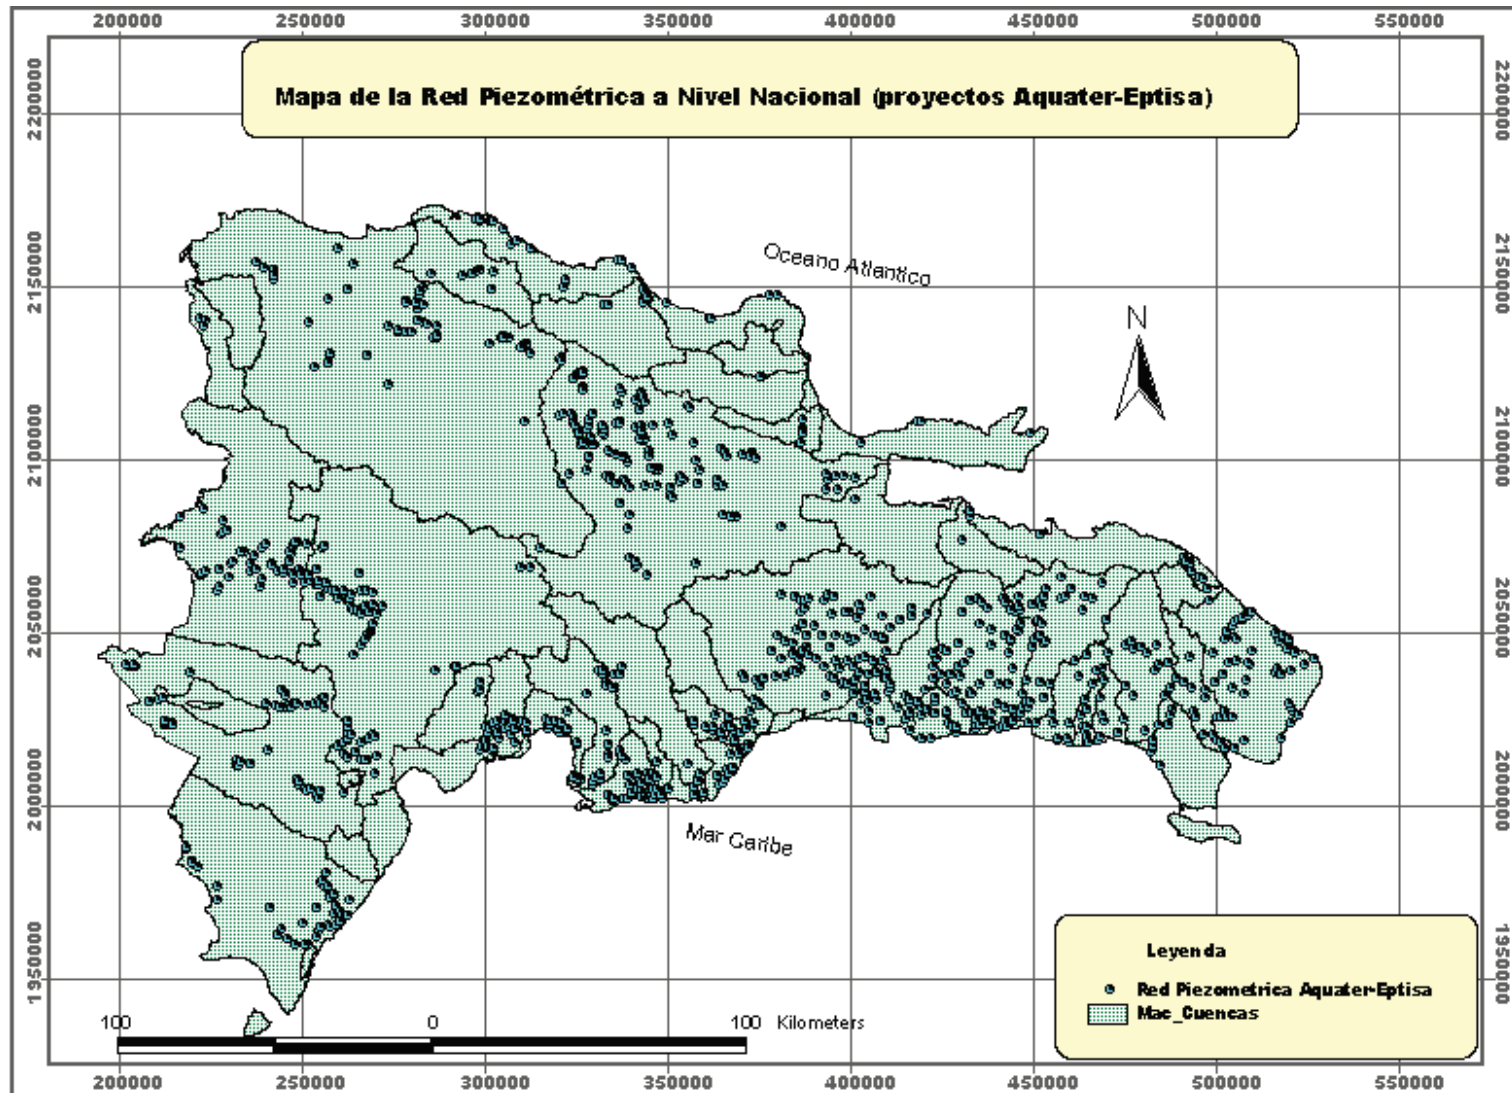 200000 250000 300000 350000 400000 450000 500000 550000
Mapa de la Red Piezométrica a Nivel Nacional (proyectos Aquater-Eptisa)
2200000 2200000
Oceano Atlantico
2150000 2150000
N
2100000 2100000
2050000 2050000
2000000 2000000
Mar Caribe
Leyenda
1950000 1950000
Red Piezometrica Aquater-Eptisa
Mac_Cuencas
100 0 100 Kilometers
200000 250000 300000 350000 400000 450000 500000 550000